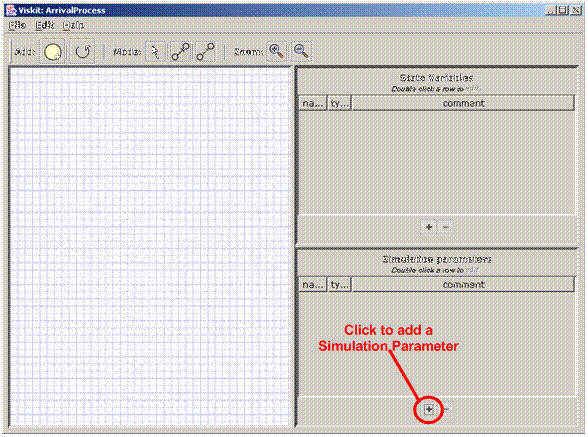 Viskit: ArrivalProcess
File Edit Help
Add: Mode: Zoom:
State Variables
Double click a row to edit.
na... ty... comment
+ −
Simulation parameters
Double click a row to edit.
na... ty... comment
Click to add a
Simulation Parameter
+ −